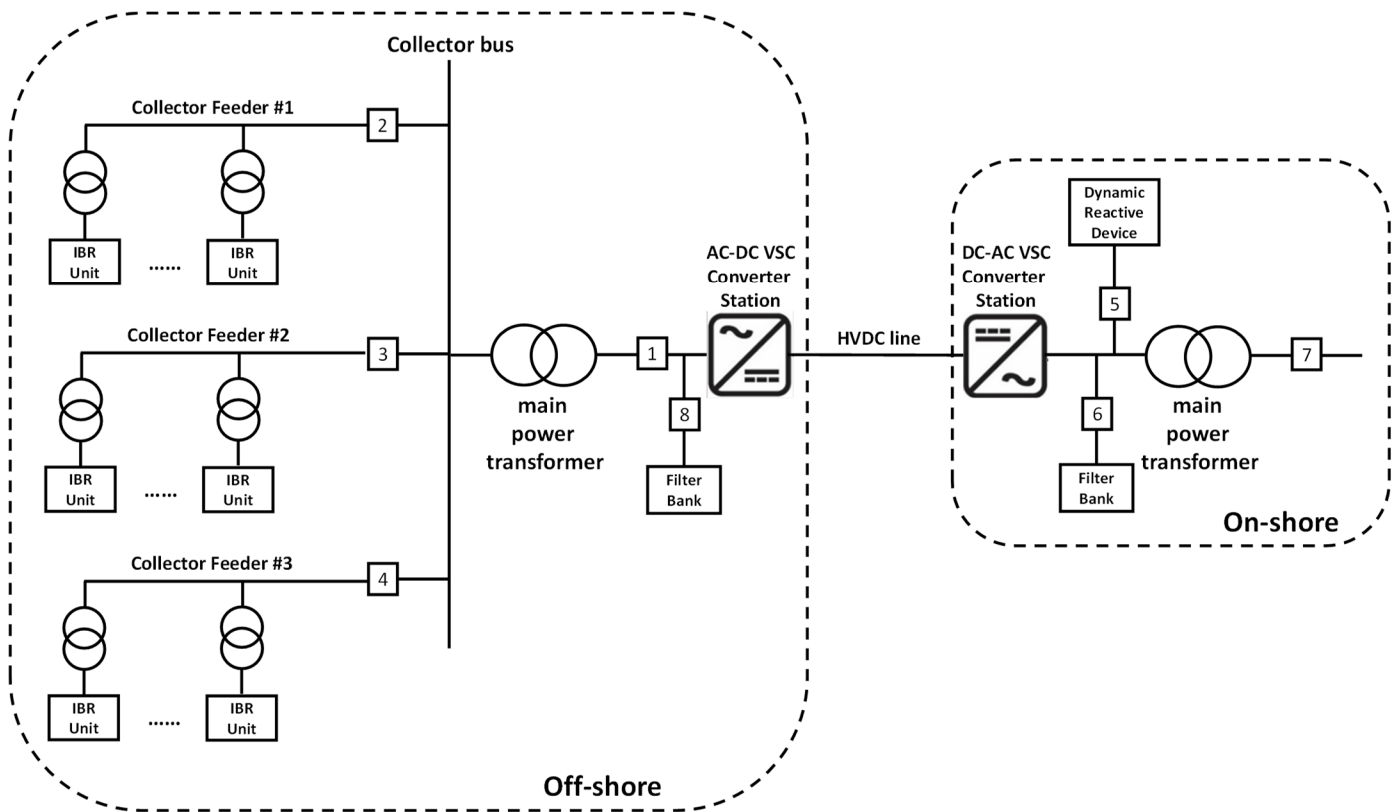 Collector bus
Collector Feeder #1
2
IBR
Unit
......
IBR
Unit
Collector Feeder #2
3
IBR
Unit
......
IBR
Unit
Collector Feeder #3
4
IBR
Unit
......
IBR
Unit
main
power
transformer
1
8
Filter
Bank
AC-DC VSC
Converter
Station
Off-shore
HVDC line
DC-AC VSC
Converter
Station
Dynamic
Reactive
Device
5
6
Filter
Bank
main
power
transformer
7
On-shore